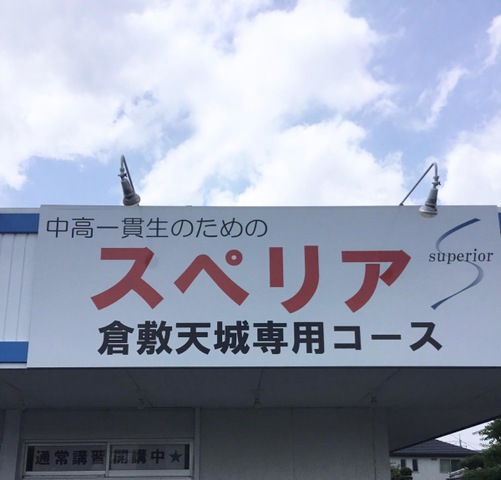 中高一貫生のための
スペリア
superior
倉敷天城専用コース
通常講習 開講中★